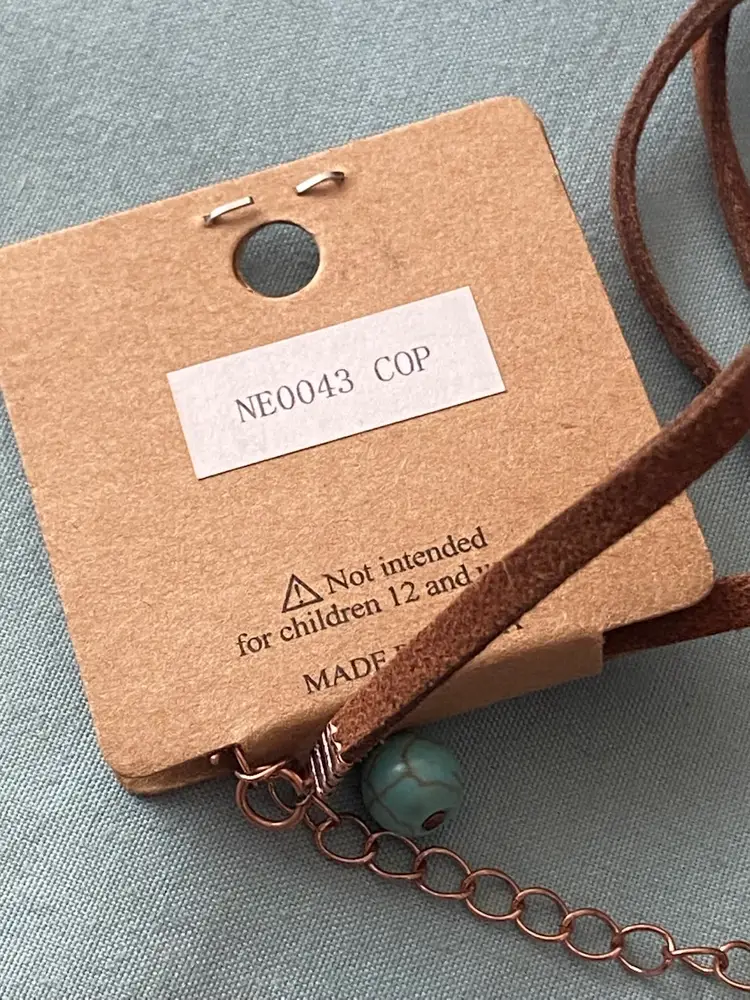 NE0043 COP
Not intended
for children 12 and
MADE